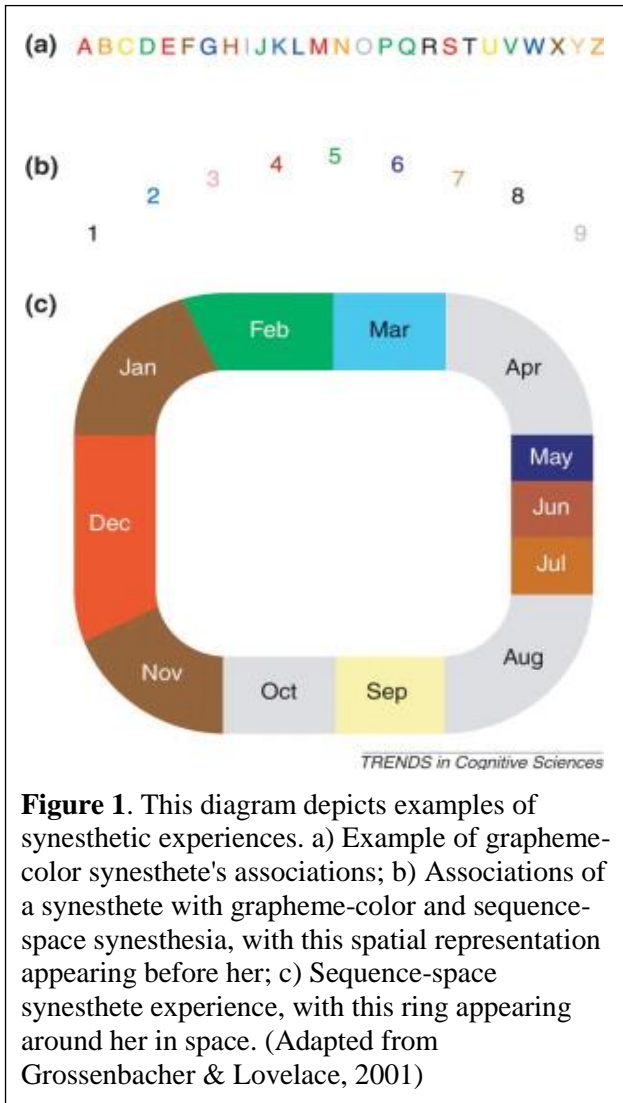 (a) A B C D E F G H I J K L M N O P Q R S T U V W X Y Z
(b) 1 2 3 4 5 6 7 8 9
(c)
Jan Feb Mar Apr
May
Jun
Jul
Dec
Nov Oct Sep Aug
TRENDS in Cognitive Sciences
Figure 1. This diagram depicts examples of
synesthetic experiences. a) Example of grapheme-
color synesthete's associations; b) Associations of
a synesthete with grapheme-color and sequence-
space synesthesia, with this spatial representation
appearing before her; c) Sequence-space
synesthete experience, with this ring appearing
around her in space. (Adapted from
Grossenbacher & Lovelace, 2001)